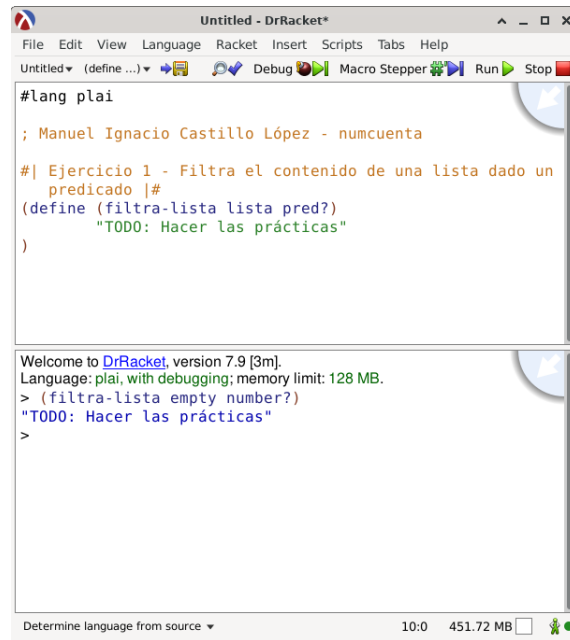 Untitled - DrRacket*
File Edit View Language Racket Insert Scripts Tabs Help
Untitled (define ...) Debug Macro Stepper Run Stop
#lang plai
; Manuel Ignacio Castillo López - numcuenta
#| Ejercicio 1 - Filtra el contenido de una lista dado un
predicado |#
(define (filtra-lista lista pred?)
"TODO: Hacer las prácticas"
)
Welcome to DrRacket, version 7.9 [3m].
Language: plai, with debugging; memory limit: 128 MB.
> (filtra-lista empty number?)
"TODO: Hacer las prácticas"
>
Determine language from source 10:0 451.72 MB